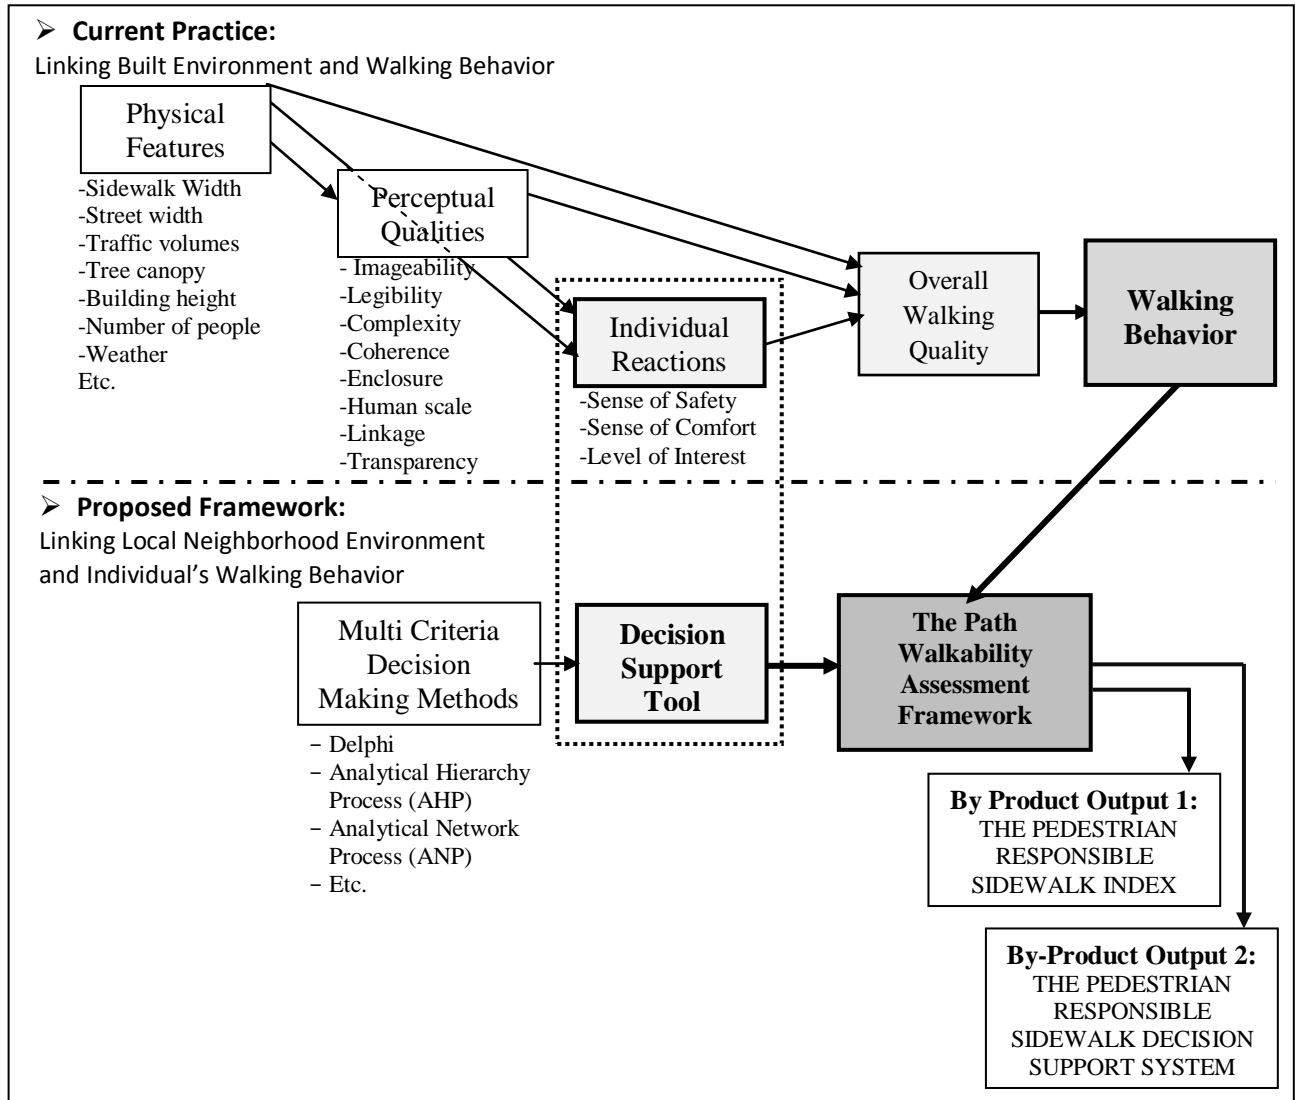 ➢ Current Practice:
Linking Built Environment and Walking Behavior
Physical
Features
-Sidewalk Width
-Street width
-Traffic volumes
-Tree canopy
-Building height
-Number of people
-Weather
Etc.
Perceptual
Qualities
- Imageability
-Legibility
-Complexity
-Coherence
-Enclosure
-Human scale
-Linkage
-Transparency
Individual
Reactions
-Sense of Safety
-Sense of Comfort
-Level of Interest
Overall
Walking
Quality
Walking
Behavior
➢ Proposed Framework:
Linking Local Neighborhood Environment
and Individual’s Walking Behavior
Multi Criteria
Decision
Making Methods
− Delphi
− Analytical Hierarchy
Process (AHP)
− Analytical Network
Process (ANP)
− Etc.
Decision
Support
Tool
The Path
Walkability
Assessment
Framework
By Product Output 1:
THE PEDESTRIAN
RESPONSIBLE
SIDEWALK INDEX
By-Product Output 2:
THE PEDESTRIAN
RESPONSIBLE
SIDEWALK DECISION
SUPPORT SYSTEM